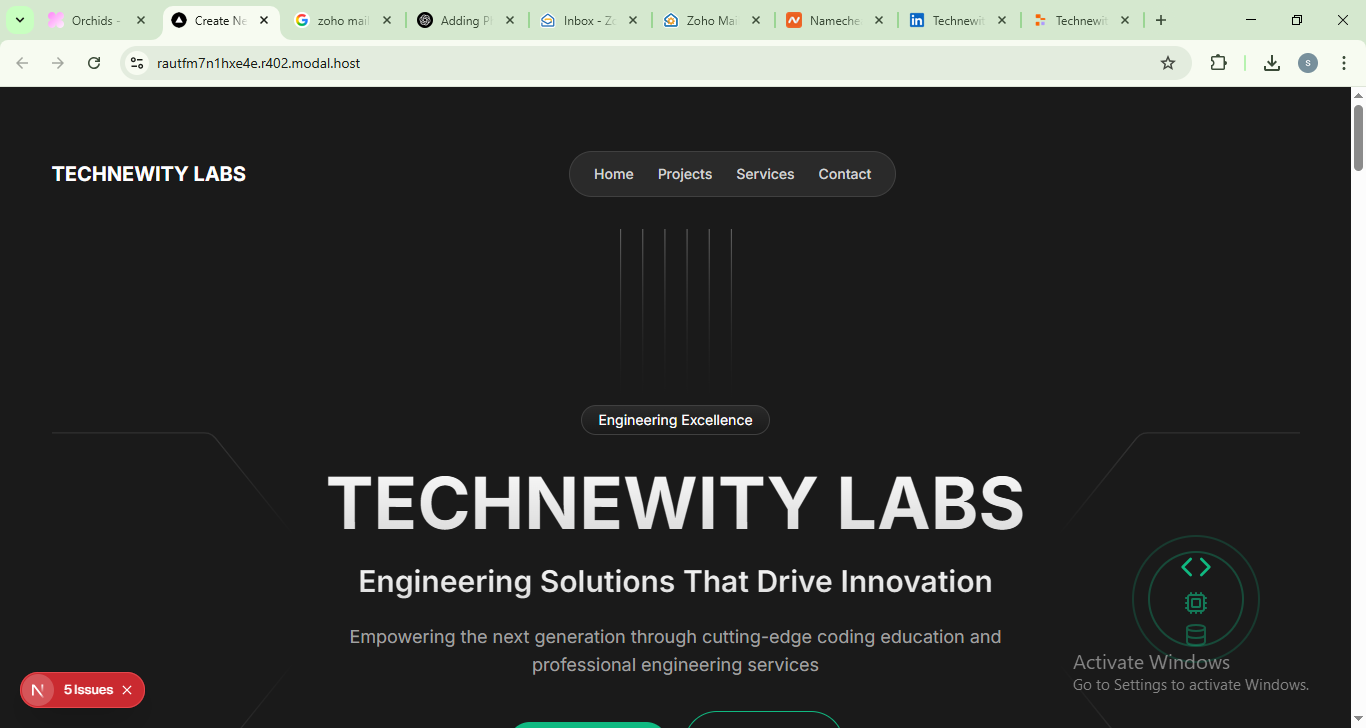 Orchids -
Create Ne
zoho mail
Adding P
Inbox - Zo
Zoho Mai
Nameche
Technewit
Technewit
rautfm7n1hxe4e.r402.modal.host
s
TECHNEWITY LABS
Home Projects Services Contact
Engineering Excellence
TECHNEWITY LABS
Engineering Solutions That Drive Innovation
Empowering the next generation through cutting-edge coding education and
professional engineering services
Activate Windows
Go to Settings to activate Windows.
N 5 Issues